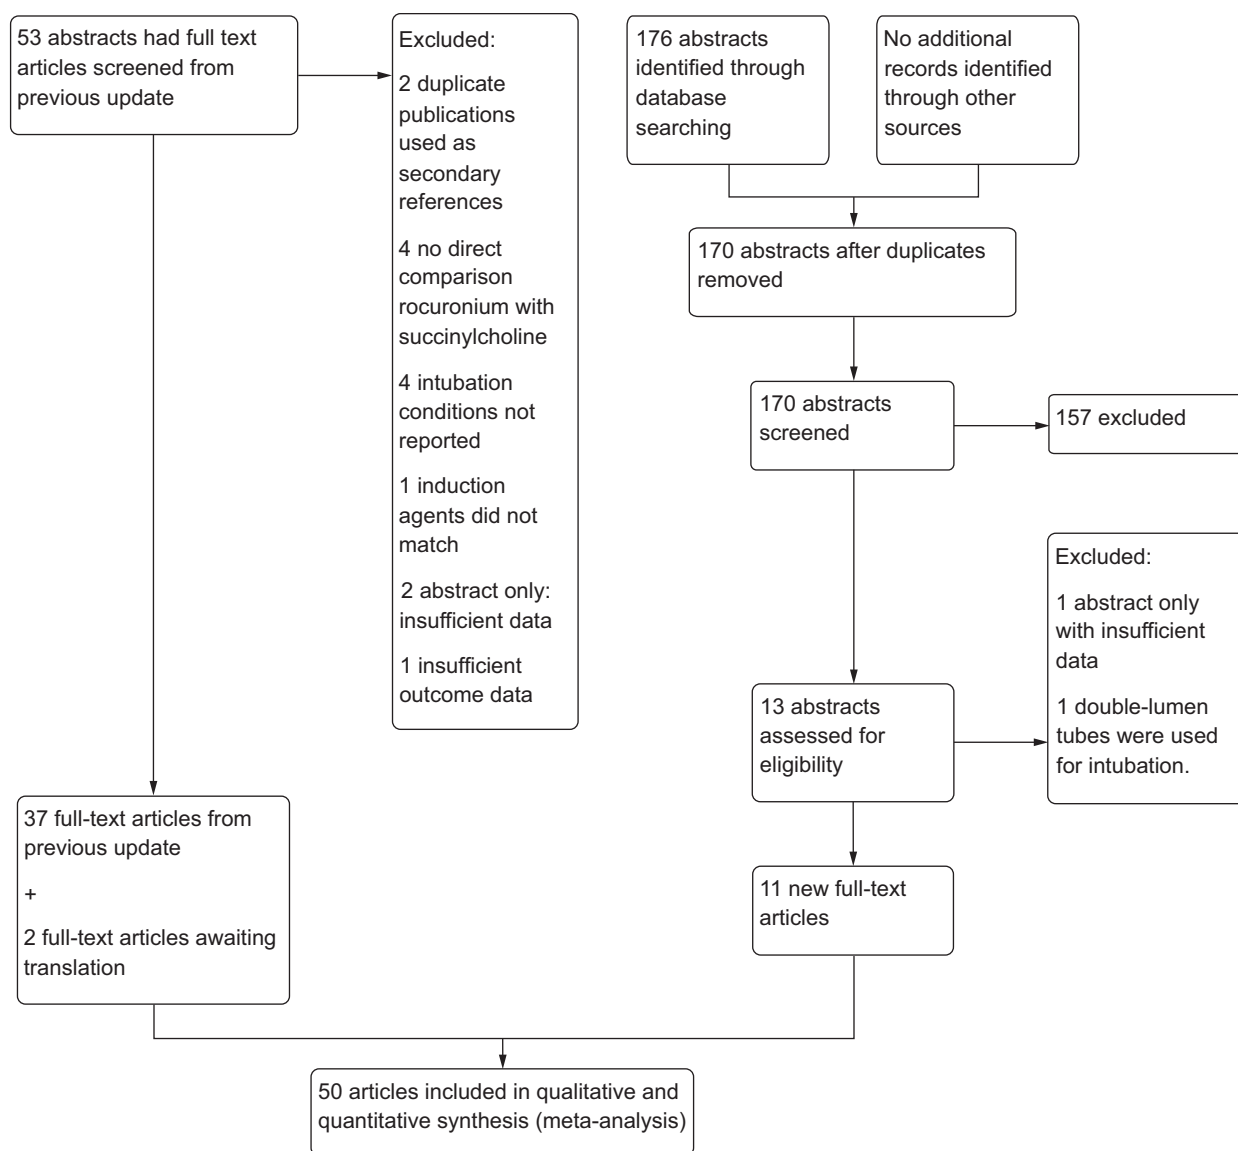 53 abstracts had full text
articles screened from
previous update
Excluded:
2 duplicate
publications
used as
secondary
references
4 no direct
comparison
rocuronium with
succinylcholine
4 intubation
conditions not
reported
1 induction
agents did not
match
2 abstract only:
insufficient data
1 insufficient
outcome data
37 full-text articles from
previous update
+
2 full-text articles awaiting
translation
176 abstracts
identified through
database
searching
No additional
records identified
through other
sources
170 abstracts after duplicates
removed
170 abstracts
screened
157 excluded
13 abstracts
assessed for
eligibility
Excluded:
1 abstract only
with insufficient
data
1 double-lumen
tubes were used
for intubation.
11 new full-text
articles
50 articles included in qualitative and
quantitative synthesis (meta-analysis)